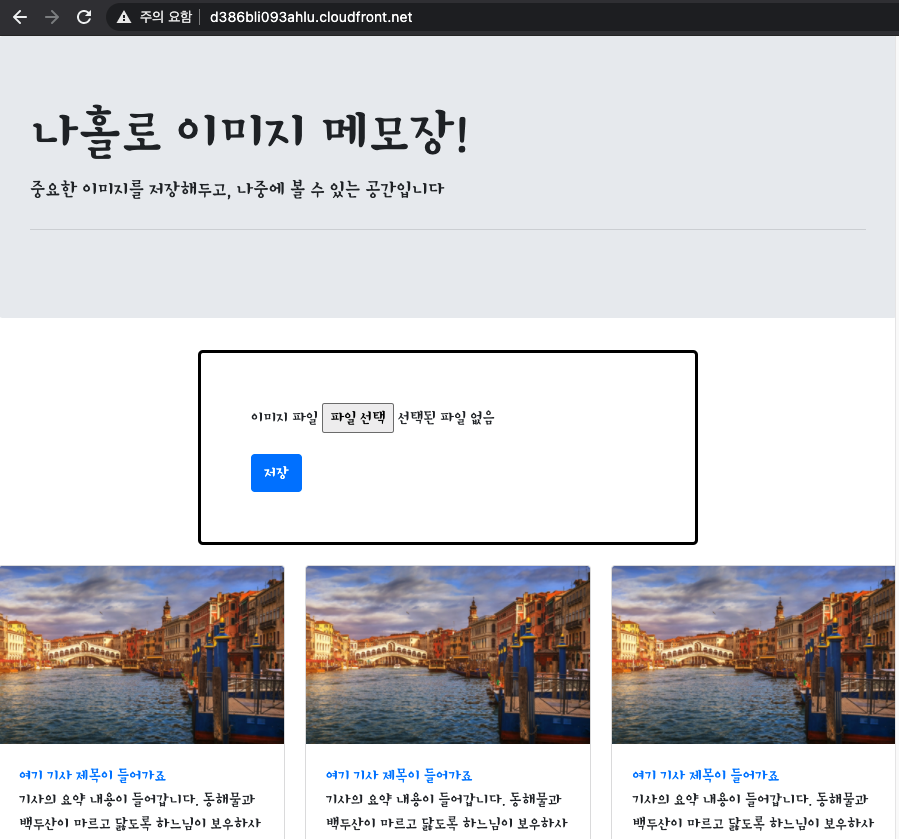 주의 요함 d386bli093ahlu.cloudfront.net
나홀로 이미지 메모장!
중요한 이미지를 저장해두고, 나중에 볼 수 있는 공간입니다
이미지 파일 파일 선택 선택된 파일 없음
저장
여기 기사 제목이 들어가죠
기사의 요약 내용이 들어갑니다. 동해물과
백두산이 마르고 닳도록 하느님이 보우하사
여기 기사 제목이 들어가죠
기사의 요약 내용이 들어갑니다. 동해물과
백두산이 마르고 닳도록 하느님이 보우하사
여기 기사 제목이 들어가죠
기사의 요약 내용이 들어갑니다. 동해물과
백두산이 마르고 닳도록 하느님이 보우하사